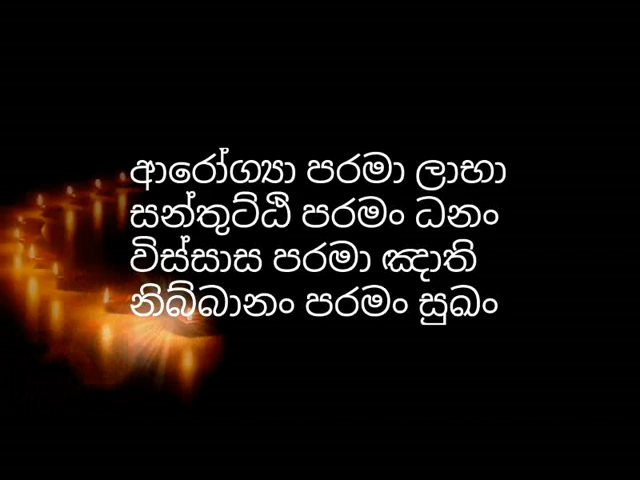 ආරෝග්‍යා පරමා ලාභා
සන්තුට්ඨි පරමං ධනං
විස්සාස පරමා ඤාති
නිබ්බානං පරමං සුඛං